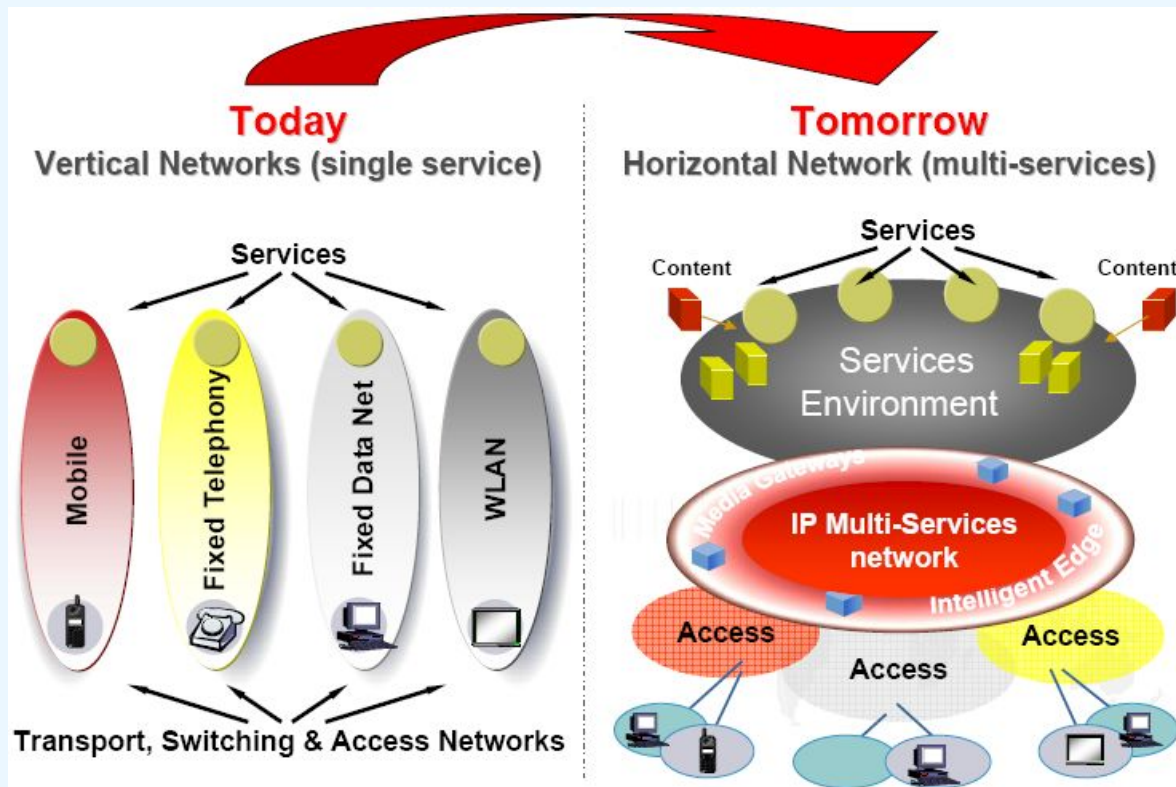 Today
Vertical Networks (single service)
Services
Mobile
Fixed Telephony
Fixed Data Net
WLAN
Transport, Switching & Access Networks
Tomorrow
Horizontal Network (multi-services)
Services
Content
Content
Services
Environment
Media Gateways
IP Multi-Services
network
Intelligent Edge
Access
Access
Access